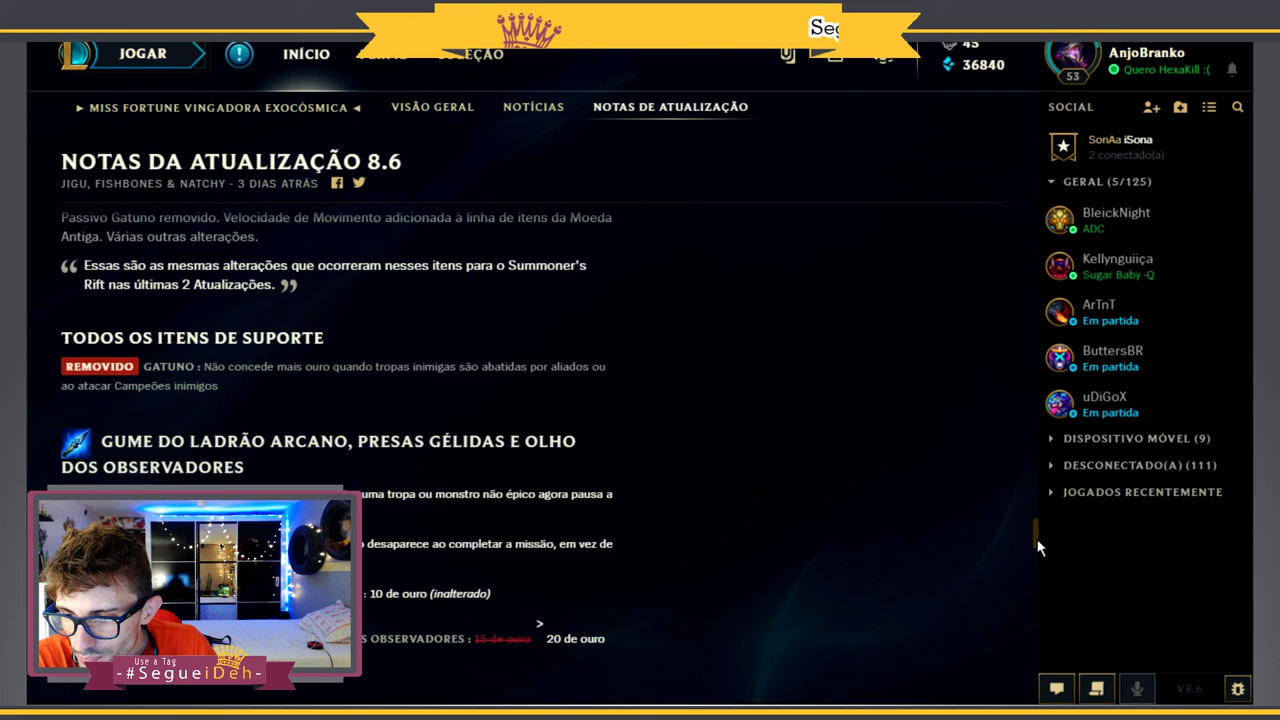 Seg
JOGAR
INÍCIO
COLEÇÃO
45
36840
AnjoBranko
Quero HexaKill :(
53
► MISS FORTUNE VINGADORA EXOCÓSMICA ◄
VISÃO GERAL
NOTÍCIAS
NOTAS DE ATUALIZAÇÃO
NOTAS DA ATUALIZAÇÃO 8.6
JIGU, FISHBONES & NATCHY - 3 DIAS ATRÁS
Passivo Gatuno removido. Velocidade de Movimento adicionada à linha de itens da Moeda
Antiga. Várias outras alterações.
“ Essas são as mesmas alterações que ocorreram nesses itens para o Summoner's
Rift nas últimas 2 Atualizações. ”
TODOS OS ITENS DE SUPORTE
REMOVIDO GATUNO : Não concede mais ouro quando tropas inimigas são abatidas por aliados ou
ao atacar Campeões inimigos
GUME DO LADRÃO ARCANO, PRESAS GÉLIDAS E OLHO
DOS OBSERVADORES
uma tropa ou monstro não épico agora pausa a
desaparece ao completar a missão, em vez de
: 10 de ouro (inalterado)
>
S OBSERVADORES : 15 de ouro 20 de ouro
Use a Tag
-#SegueiDeh-
SOCIAL
SonAa iSona
2 conectado(a)
GERAL (5/125)
BleickNight
ADC
Kellynguiiça
Sugar Baby -Q
ArTnT
Em partida
ButtersBR
Em partida
uDiGoX
Em partida
DISPOSITIVO MÓVEL (9)
DESCONECTADO(A) (111)
JOGADOS RECENTEMENTE
V8.6